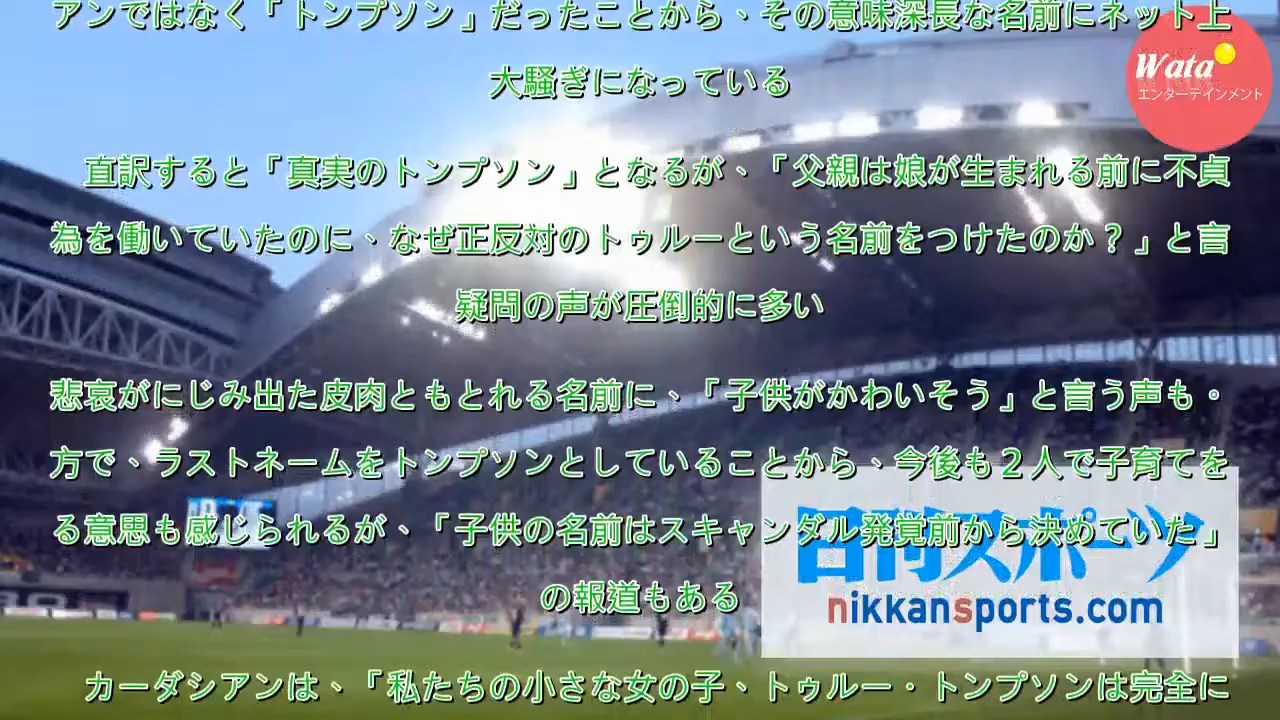 アンではなく「トンプソン」だったことから、その意味深長な名前にネット上
大騒ぎになっている
直訳すると「真実のトンプソン」となるが、「父親は娘が生まれる前に不貞
為を働いていたのに、なぜ正反対のトゥルーという名前をつけたのか？」と言
疑問の声が圧倒的に多い
悲哀がにじみ出た皮肉ともとれる名前に、「子供がかわいそう」と言う声も。
方で、ラストネームをトンプソンとしていることから、今後も２人で子育てを
る意思も感じられるが、「子供の名前はスキャンダル発覚前から決めていた」
の報道もある
カーダシアンは、「私たちの小さな女の子、トゥルー・トンプソンは完全に
Wata
エンターテインメント
日刊スポーツ
nikkansports.com